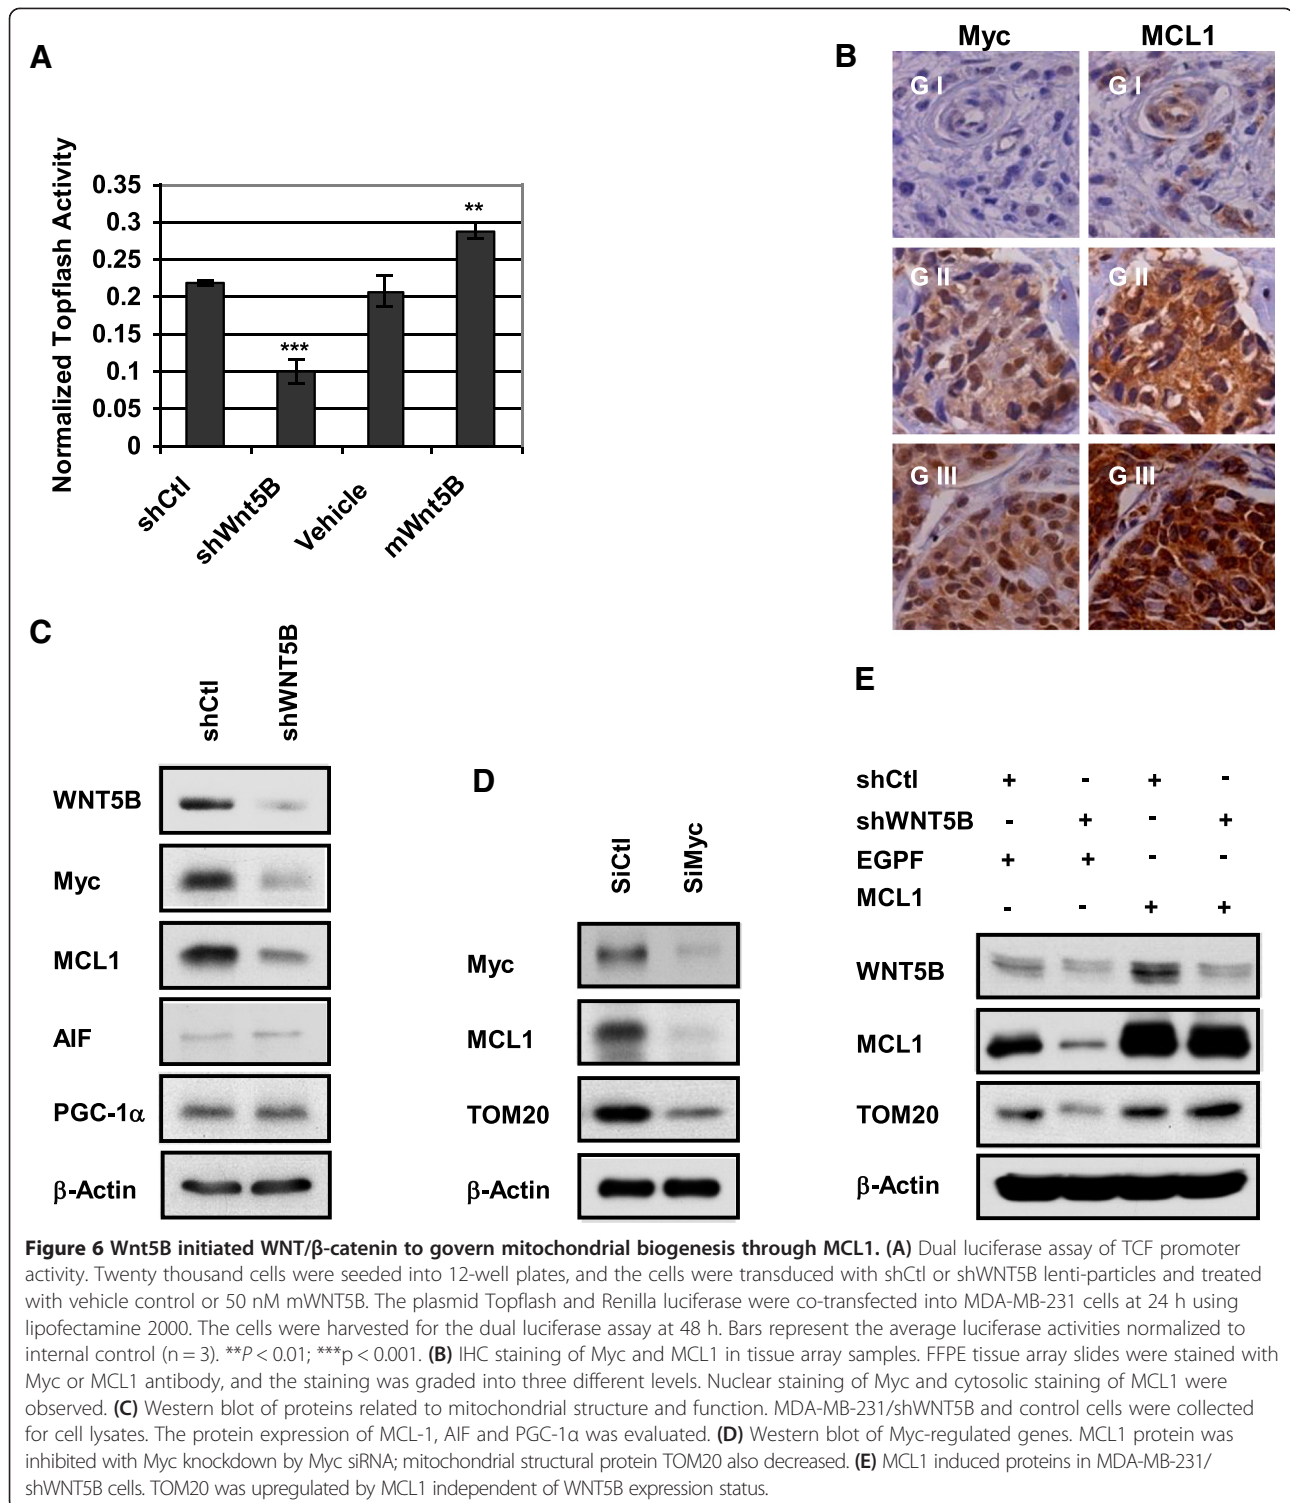 A
Normalized Topflash Activity
0.35
0.3
0.25
0.2
0.15
0.1
0.05
0
***
**
shCtl
shWnt5B
Vehicle
mWnt5B
B
Myc MCL1
G I G I
G II G II
G III G III
C
shCtl
shWNT5B
WNT5B
Myc
MCL1
AIF
PGC-1α
β-Actin
D
SiCtl
SiMyc
Myc
MCL1
TOM20
β-Actin
E
shCtl + - + -
shWNT5B - + - +
EGPF + + - -
MCL1 - - + +
WNT5B
MCL1
TOM20
β-Actin
Figure 6 Wnt5B initiated WNT/β-catenin to govern mitochondrial biogenesis through MCL1. (A) Dual luciferase assay of TCF promoter
activity. Twenty thousand cells were seeded into 12-well plates, and the cells were transduced with shCtl or shWNT5B lenti-particles and treated
with vehicle control or 50 nM mWNT5B. The plasmid Topflash and Renilla luciferase were co-transfected into MDA-MB-231 cells at 24 h using
lipofectamine 2000. The cells were harvested for the dual luciferase assay at 48 h. Bars represent the average luciferase activities normalized to
internal control (n = 3). **P < 0.01; ***p < 0.001. (B) IHC staining of Myc and MCL1 in tissue array samples. FFPE tissue array slides were stained with
Myc or MCL1 antibody, and the staining was graded into three different levels. Nuclear staining of Myc and cytosolic staining of MCL1 were
observed. (C) Western blot of proteins related to mitochondrial structure and function. MDA-MB-231/shWNT5B and control cells were collected
for cell lysates. The protein expression of MCL-1, AIF and PGC-1α was evaluated. (D) Western blot of Myc-regulated genes. MCL1 protein was
inhibited with Myc knockdown by Myc siRNA; mitochondrial structural protein TOM20 also decreased. (E) MCL1 induced proteins in MDA-MB-231/
shWNT5B cells. TOM20 was upregulated by MCL1 independent of WNT5B expression status.